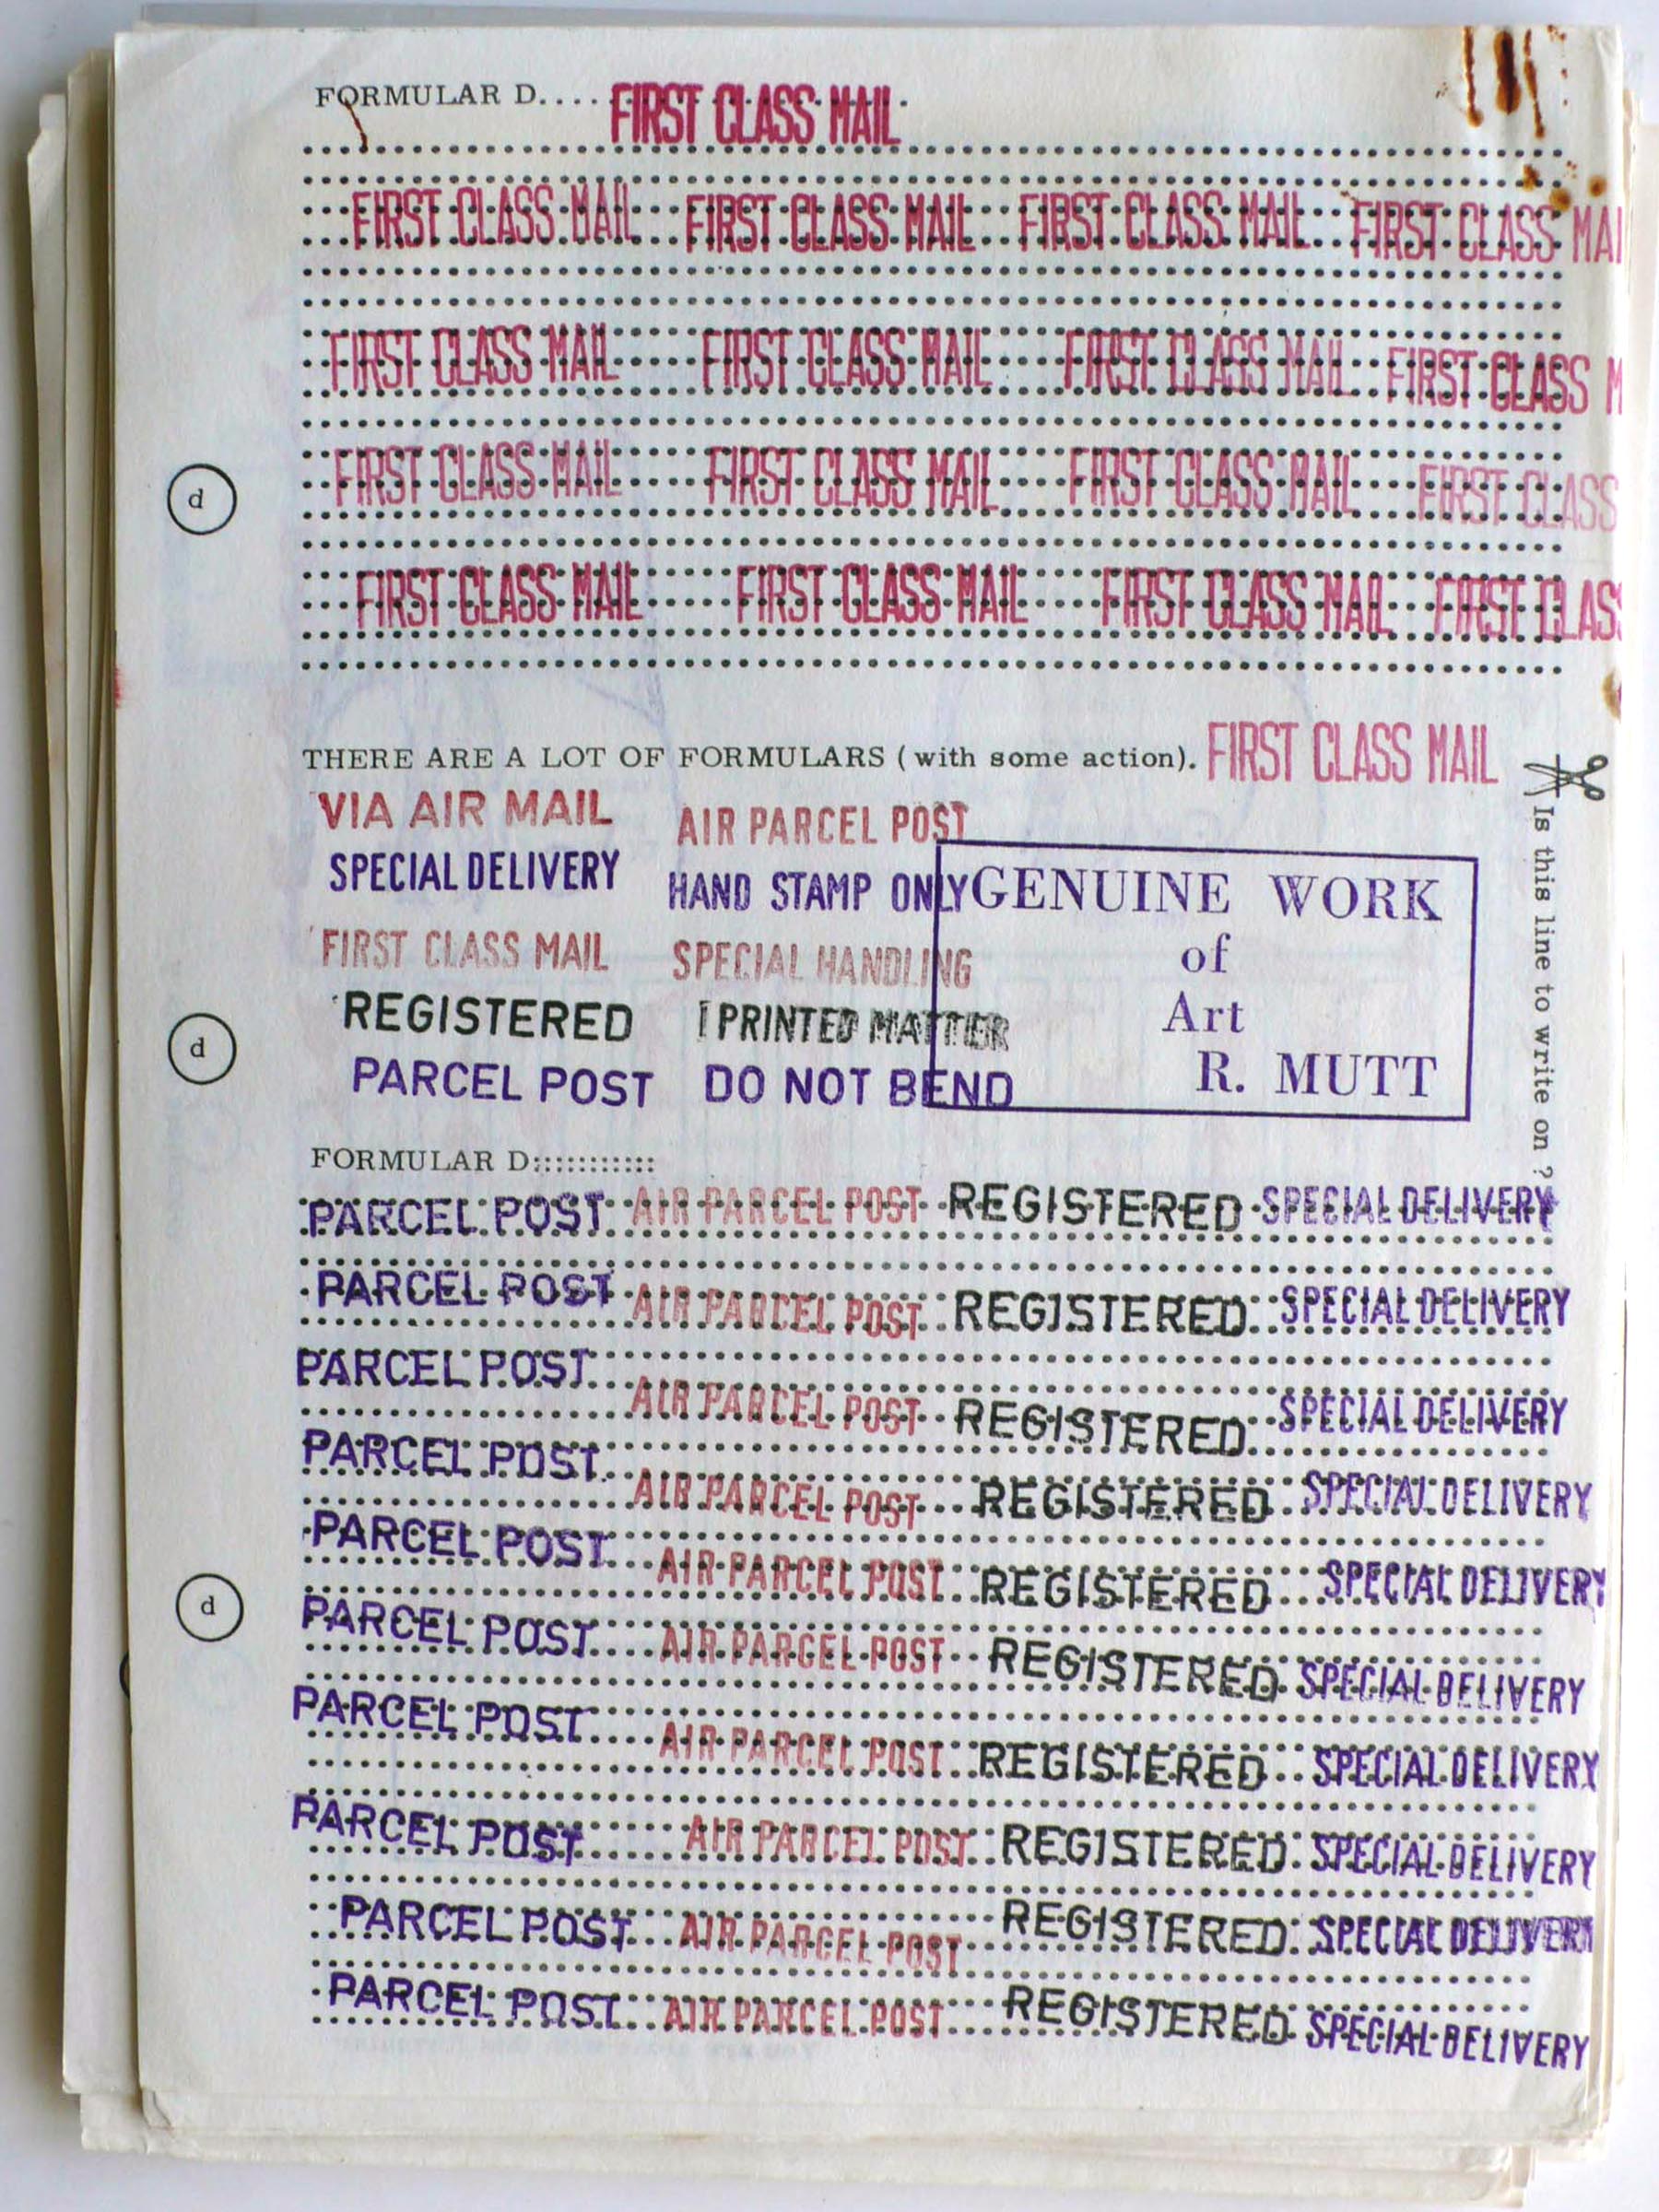 FORMULAR D.... FIRST CLASS MAIL
FIRST CLASS MAIL FIRST CLASS MAIL FIRST CLASS MAIL FIRST CLASS MAI
FIRST CLASS MAIL FIRST CLASS MAIL FIRST CLASS MAIL FIRST CLASS M
d
FIRST CLASS MAIL FIRST CLASS MAIL FIRST CLASS MAIL FIRST CLASS
FIRST CLASS MAIL FIRST CLASS MAIL FIRST CLASS MAIL FIRST CLASS
THERE ARE A LOT OF FORMULARS (with some action). FIRST CLASS MAIL
VIA AIR MAIL AIR PARCEL POST
SPECIAL DELIVERY HAND STAMP ONLY
FIRST CLASS MAIL SPECIAL HANDLING
REGISTERED PRINTED MATTER
d
PARCEL POST DO NOT BEND
GENUINE WORK
of
Art
R. MUTT
Is this line to write on ?
FORMULAR D:::::::::::
PARCEL POST AIR PARCEL POST REGISTERED SPECIAL DELIVERY
PARCEL POST AIR PARCEL POST REGISTERED SPECIAL DELIVERY
PARCEL POST AIR PARCEL POST REGISTERED SPECIAL DELIVERY
PARCEL POST AIR PARCEL POST REGISTERED SPECIAL DELIVERY
PARCEL POST AIR PARCEL POST REGISTERED SPECIAL DELIVERY
d
PARCEL POST AIR PARCEL POST REGISTERED SPECIAL DELIVERY
PARCEL POST AIR PARCEL POST REGISTERED SPECIAL DELIVERY
PARCEL POST AIR PARCEL POST REGISTERED SPECIAL DELIVERY
PARCEL POST AIR PARCEL POST REGISTERED SPECIAL DELIVERY
PARCEL POST AIR PARCEL POST REGISTERED SPECIAL DELIVERY